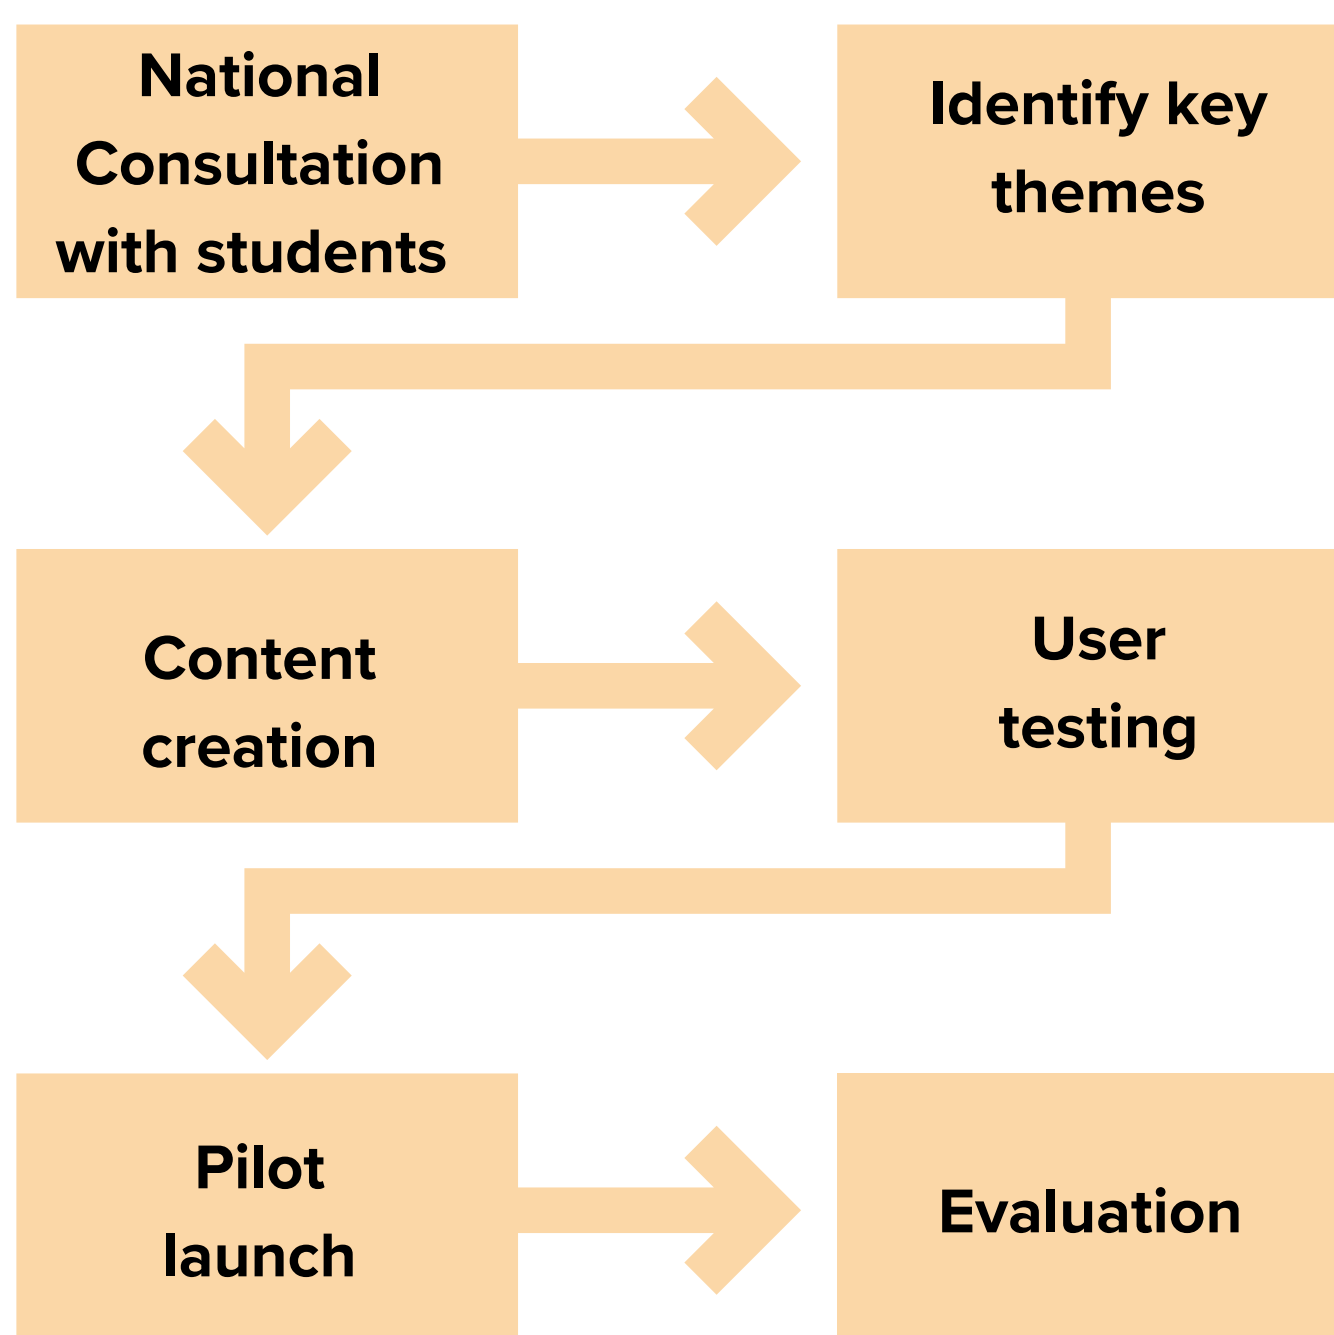 National
Consultation
with students
Identify key
themes
Content
creation
User
testing
Pilot
launch
Evaluation